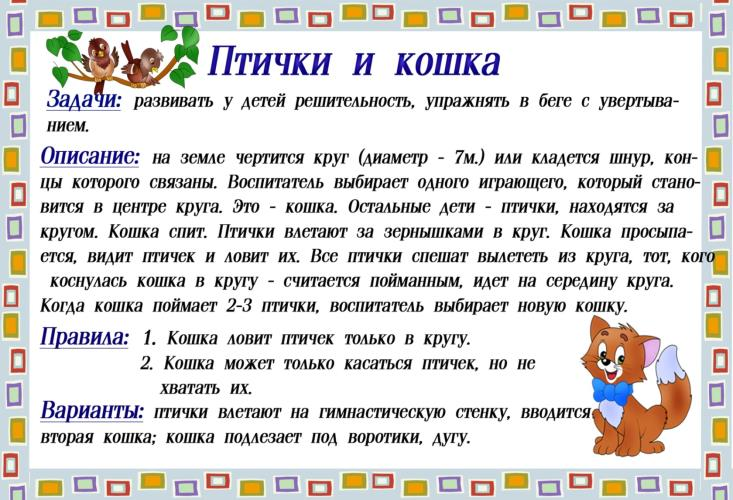 Птички и кошка
Задачи: развивать у детей решительность, упражнять в беге с увертыва-
нием.
Описание: на земле чертится круг (диаметр - 7м.) или кладется шнур, кон-
цы которого связаны. Воспитатель выбирает одного играющего, который стано-
вится в центре круга. Это - кошка. Остальные дети - птички, находятся за
кругом. Кошка спит. Птички влетают за зернышками в круг. Кошка просыпа-
ется, видит птичек и ловит их. Все птички спешат вылететь из круга, тот, кого
коснулась кошка в кругу - считается пойманным, идет на середину круга.
Когда кошка поймает 2-3 птички, воспитатель выбирает новую кошку.
Правила: 1. Кошка ловит птичек только в кругу.
2. Кошка может только касаться птичек, но не
хватать их.
Варианты: птички влетают на гимнастическую стенку, вводится
вторая кошка; кошка подлезает под воротики, дугу.